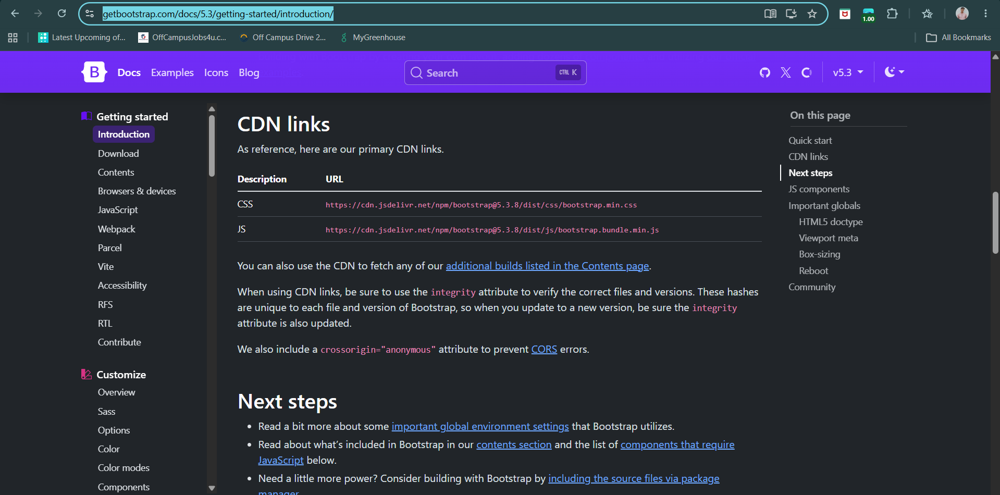 getbootstrap.com/docs/5.3/getting-started/introduction/
1.00
Latest Upcoming of...
OffCampusJobs4u.c...
Off Campus Drive 2...
MyGreenhouse
All Bookmarks
B
Docs
Examples
Icons
Blog
Search
CTRL K
v5.3
Getting started
Introduction
Download
Contents
Browsers & devices
JavaScript
Webpack
Parcel
Vite
Accessibility
RFS
RTL
Contribute
Customize
Overview
Sass
Options
Color
Color modes
Components
CDN links
As reference, here are our primary CDN links.
Description URL
CSS https://cdn.jsdelivr.net/npm/bootstrap@5.3.8/dist/css/bootstrap.min.css
JS https://cdn.jsdelivr.net/npm/bootstrap@5.3.8/dist/js/bootstrap.bundle.min.js
You can also use the CDN to fetch any of our additional builds listed in the Contents page.
When using CDN links, be sure to use the integrity attribute to verify the correct files and versions. These hashes
are unique to each file and version of Bootstrap, so when you update to a new version, be sure the integrity
attribute is also updated.
We also include a crossorigin="anonymous" attribute to prevent CORS errors.
Next steps
• Read a bit more about some important global environment settings that Bootstrap utilizes.
• Read about what’s included in Bootstrap in our contents section and the list of components that require
JavaScript below.
• Need a little more power? Consider building with Bootstrap by including the source files via package
manager.
On this page
Quick start
CDN links
Next steps
JS components
Important globals
HTML5 doctype
Viewport meta
Box-sizing
Reboot
Community